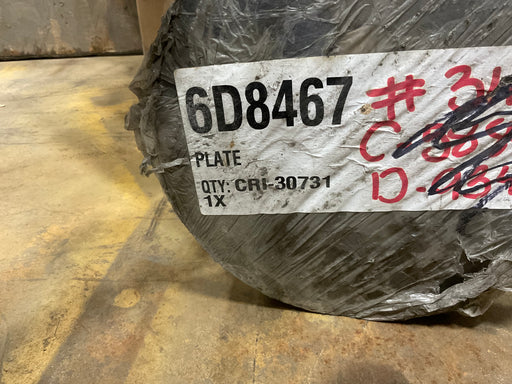 6D8467
PLATE
QTY: CRI-30731
1X
#
C-
D-